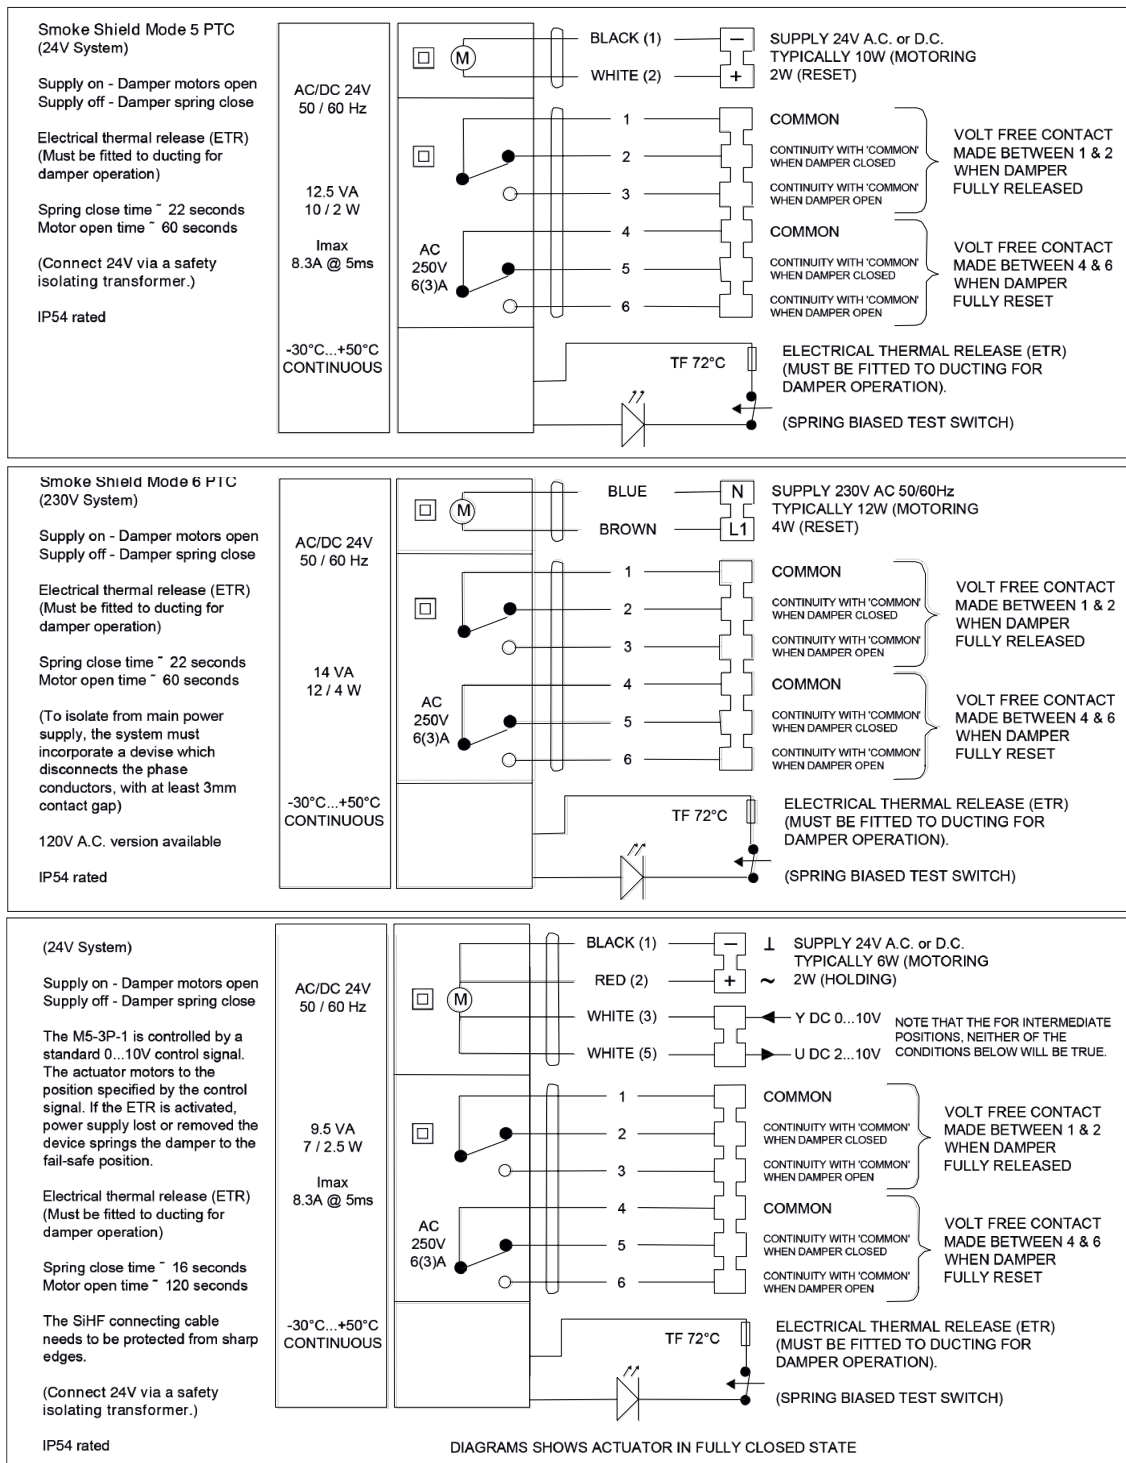 Smoke Shield Mode 5 PTC
(24V System)
Supply on - Damper motors open
Supply off - Damper spring close
Electrical thermal release (ETR)
(Must be fitted to ducting for
damper operation)
Spring close time ~ 22 seconds
Motor open time ~ 60 seconds
(Connect 24V via a safety
isolating transformer.)
IP54 rated
AC/DC 24V
50 / 60 Hz
12.5 VA
10 / 2 W
Imax
8.3A @ 5ms
-30°C...+50°C
CONTINUOUS
M
AC
250V
6(3)A
BLACK (1)
WHITE (2)
1
2
3
4
5
6
−
+
SUPPLY 24V A.C. or D.C.
TYPICALLY 10W (MOTORING
2W (RESET)
COMMON
CONTINUITY WITH 'COMMON'
WHEN DAMPER CLOSED
CONTINUITY WITH 'COMMON'
WHEN DAMPER OPEN
COMMON
CONTINUITY WITH 'COMMON'
WHEN DAMPER CLOSED
CONTINUITY WITH 'COMMON'
WHEN DAMPER OPEN
VOLT FREE CONTACT
MADE BETWEEN 1 & 2
WHEN DAMPER
FULLY RELEASED
VOLT FREE CONTACT
MADE BETWEEN 4 & 6
WHEN DAMPER
FULLY RESET
TF 72°C
ELECTRICAL THERMAL RELEASE (ETR)
(MUST BE FITTED TO DUCTING FOR
DAMPER OPERATION).
(SPRING BIASED TEST SWITCH)
Smoke Shield Mode 6 PTC
(230V System)
Supply on - Damper motors open
Supply off - Damper spring close
Electrical thermal release (ETR)
(Must be fitted to ducting for
damper operation)
Spring close time ~ 22 seconds
Motor open time ~ 60 seconds
(To isolate from main power
supply, the system must
incorporate a devise which
disconnects the phase
conductors, with at least 3mm
contact gap)
120V A.C. version available
IP54 rated
AC/DC 24V
50 / 60 Hz
14 VA
12 / 4 W
-30°C...+50°C
CONTINUOUS
M
AC
250V
6(3)A
BLUE
BROWN
1
2
3
4
5
6
N
L1
SUPPLY 230V AC 50/60Hz
TYPICALLY 12W (MOTORING
4W (RESET)
COMMON
CONTINUITY WITH 'COMMON'
WHEN DAMPER CLOSED
CONTINUITY WITH 'COMMON'
WHEN DAMPER OPEN
COMMON
CONTINUITY WITH 'COMMON'
WHEN DAMPER CLOSED
CONTINUITY WITH 'COMMON'
WHEN DAMPER OPEN
VOLT FREE CONTACT
MADE BETWEEN 1 & 2
WHEN DAMPER
FULLY RELEASED
VOLT FREE CONTACT
MADE BETWEEN 4 & 6
WHEN DAMPER
FULLY RESET
TF 72°C
ELECTRICAL THERMAL RELEASE (ETR)
(MUST BE FITTED TO DUCTING FOR
DAMPER OPERATION).
(SPRING BIASED TEST SWITCH)
(24V System)
Supply on - Damper motors open
Supply off - Damper spring close
The M5-3P-1 is controlled by a
standard 0...10V control signal.
The actuator motors to the
position specified by the control
signal. If the ETR is activated,
power supply lost or removed the
device springs the damper to the
fail-safe position.
Electrical thermal release (ETR)
(Must be fitted to ducting for
damper operation)
Spring close time ~ 16 seconds
Motor open time ~ 120 seconds
The SiHF connecting cable
needs to be protected from sharp
edges.
(Connect 24V via a safety
isolating transformer.)
IP54 rated
AC/DC 24V
50 / 60 Hz
9.5 VA
7 / 2.5 W
Imax
8.3A @ 5ms
-30°C...+50°C
CONTINUOUS
M
AC
250V
6(3)A
BLACK (1)
RED (2)
WHITE (3)
WHITE (5)
1
2
3
4
5
6
− ⊥
+ ~
SUPPLY 24V A.C. or D.C.
TYPICALLY 6W (MOTORING
2W (HOLDING)
Y DC 0...10V
U DC 2...10V
NOTE THAT THE FOR INTERMEDIATE
POSITIONS, NEITHER OF THE
CONDITIONS BELOW WILL BE TRUE.
COMMON
CONTINUITY WITH 'COMMON'
WHEN DAMPER CLOSED
CONTINUITY WITH 'COMMON'
WHEN DAMPER OPEN
COMMON
CONTINUITY WITH 'COMMON'
WHEN DAMPER CLOSED
CONTINUITY WITH 'COMMON'
WHEN DAMPER OPEN
VOLT FREE CONTACT
MADE BETWEEN 1 & 2
WHEN DAMPER
FULLY RELEASED
VOLT FREE CONTACT
MADE BETWEEN 4 & 6
WHEN DAMPER
FULLY RESET
TF 72°C
ELECTRICAL THERMAL RELEASE (ETR)
(MUST BE FITTED TO DUCTING FOR
DAMPER OPERATION).
(SPRING BIASED TEST SWITCH)
DIAGRAMS SHOWS ACTUATOR IN FULLY CLOSED STATE